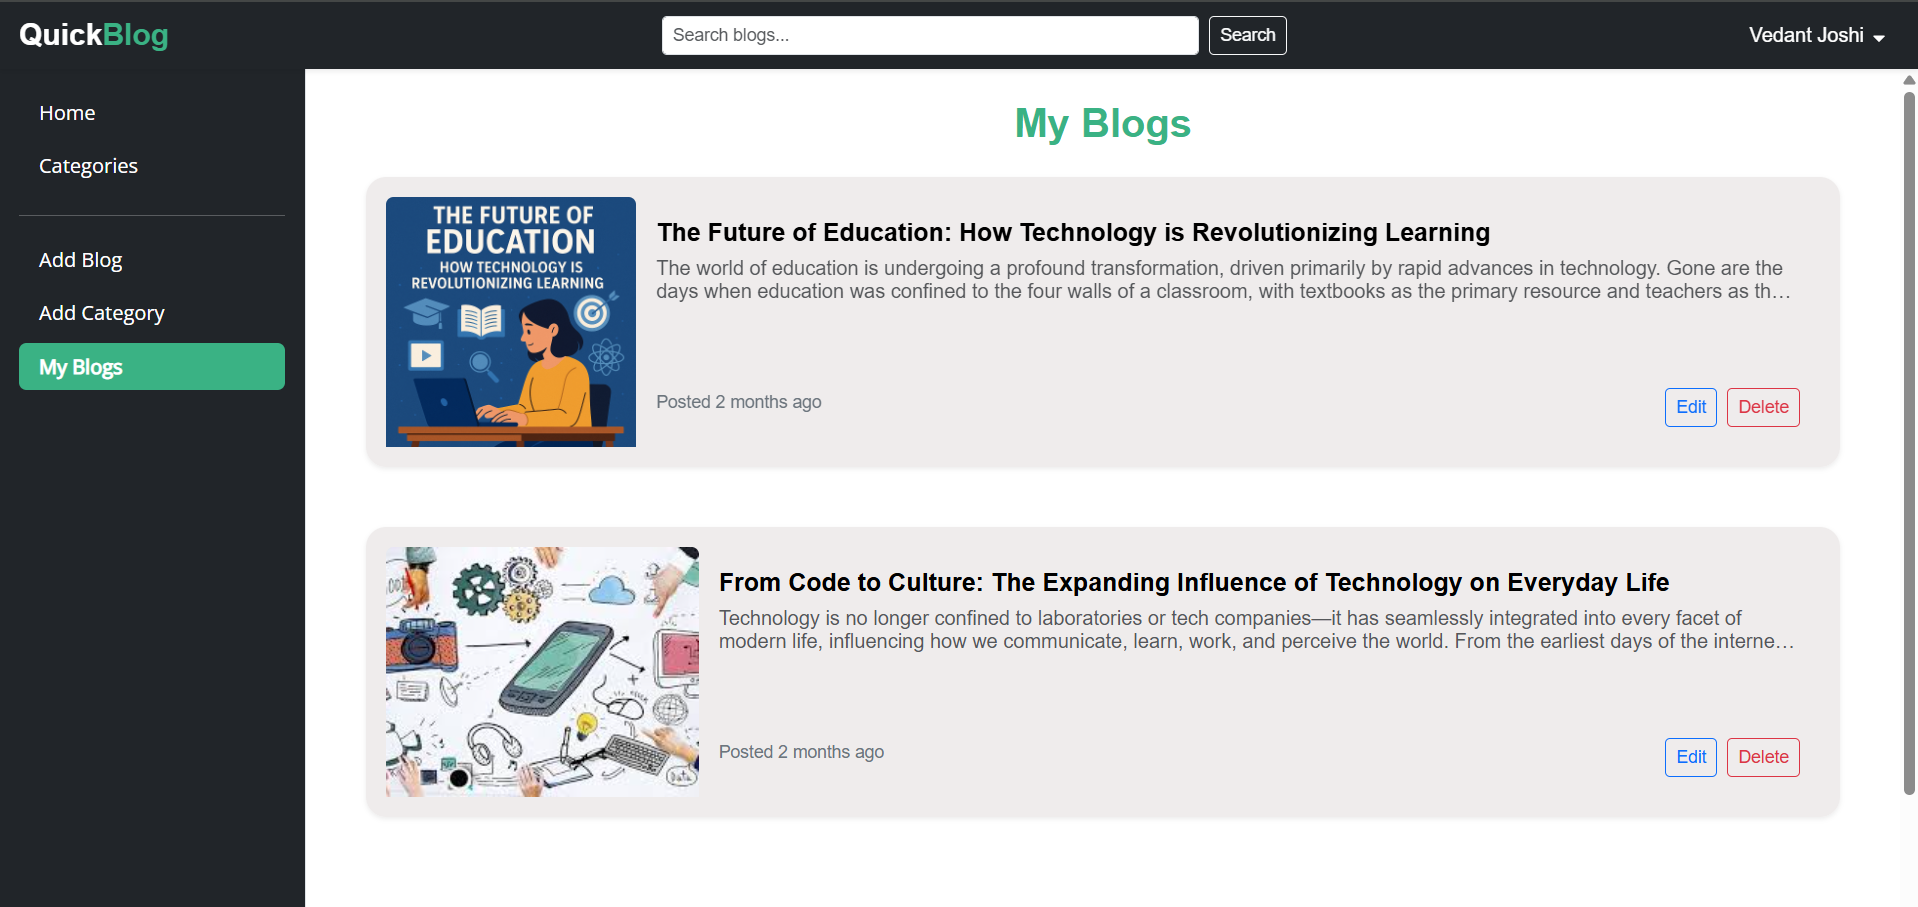 QuickBlog
Search blogs...
Search
Vedant Joshi
Home
Categories
Add Blog
Add Category
My Blogs
My Blogs
THE FUTURE OF
EDUCATION
HOW TECHNOLOGY IS
REVOLUTIONIZING LEARNING
The Future of Education: How Technology is Revolutionizing Learning
The world of education is undergoing a profound transformation, driven primarily by rapid advances in technology. Gone are the
days when education was confined to the four walls of a classroom, with textbooks as the primary resource and teachers as th...
Posted 2 months ago
Edit
Delete
From Code to Culture: The Expanding Influence of Technology on Everyday Life
Technology is no longer confined to laboratories or tech companies—it has seamlessly integrated into every facet of
modern life, influencing how we communicate, learn, work, and perceive the world. From the earliest days of the interne...
Data
Posted 2 months ago
Edit
Delete